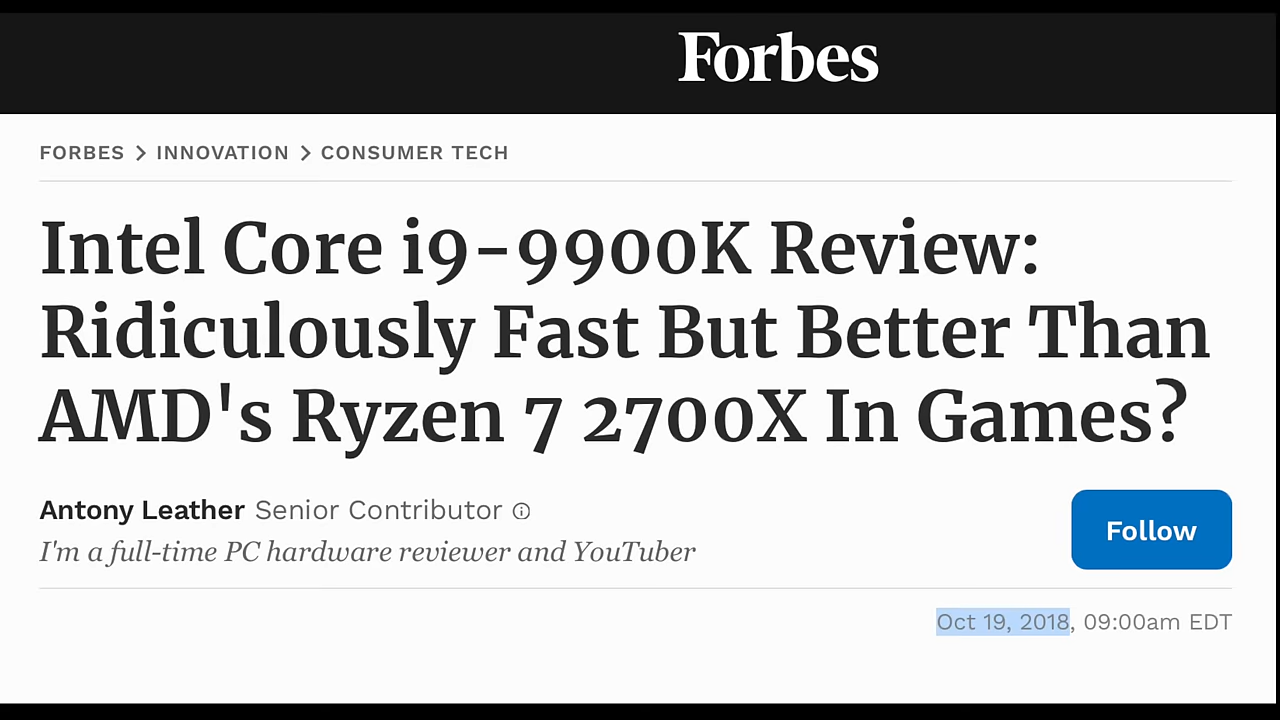 Forbes
FORBES > INNOVATION > CONSUMER TECH
Intel Core i9-9900K Review:
Ridiculously Fast But Better Than
AMD's Ryzen 7 2700X In Games?
Antony Leather Senior Contributor ⓘ
I'm a full-time PC hardware reviewer and YouTuber
Follow
Oct 19, 2018, 09:00am EDT